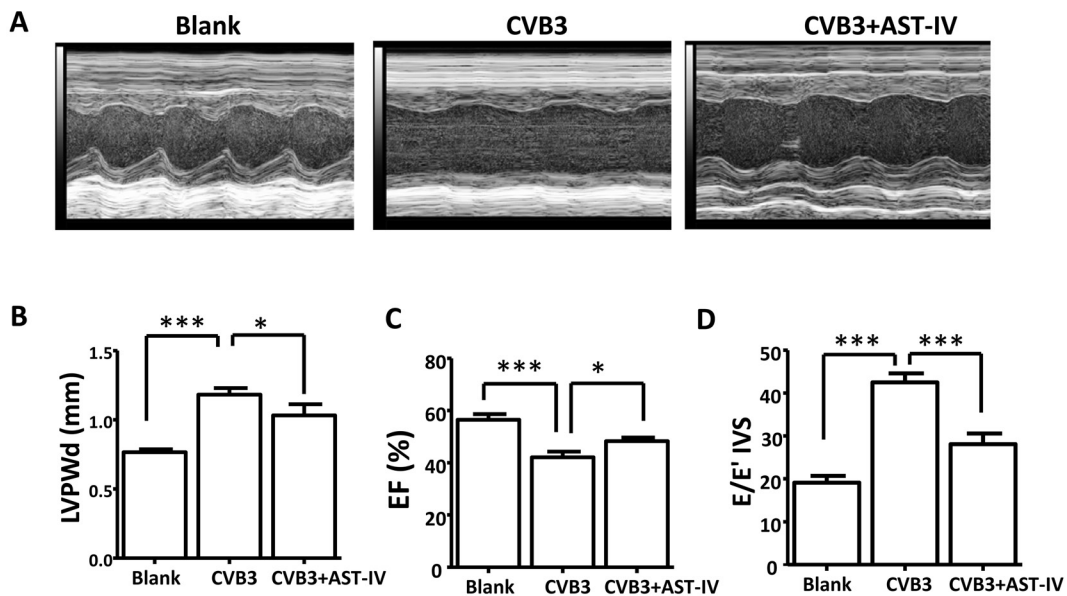 A
Blank
CVB3
CVB3+AST-IV
B
LVPWd (mm)
1.5
1.0
0.5
0.0
***
*
Blank
CVB3
CVB3+AST-IV
C
EF (%)
80
60
40
20
0
***
*
Blank
CVB3
CVB3+AST-IV
D
E/E' IVS
50
40
30
20
10
0
***
***
Blank
CVB3
CVB3+AST-IV